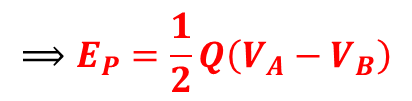 ⟹ E_P = 1/2 Q(V_A − V_B)